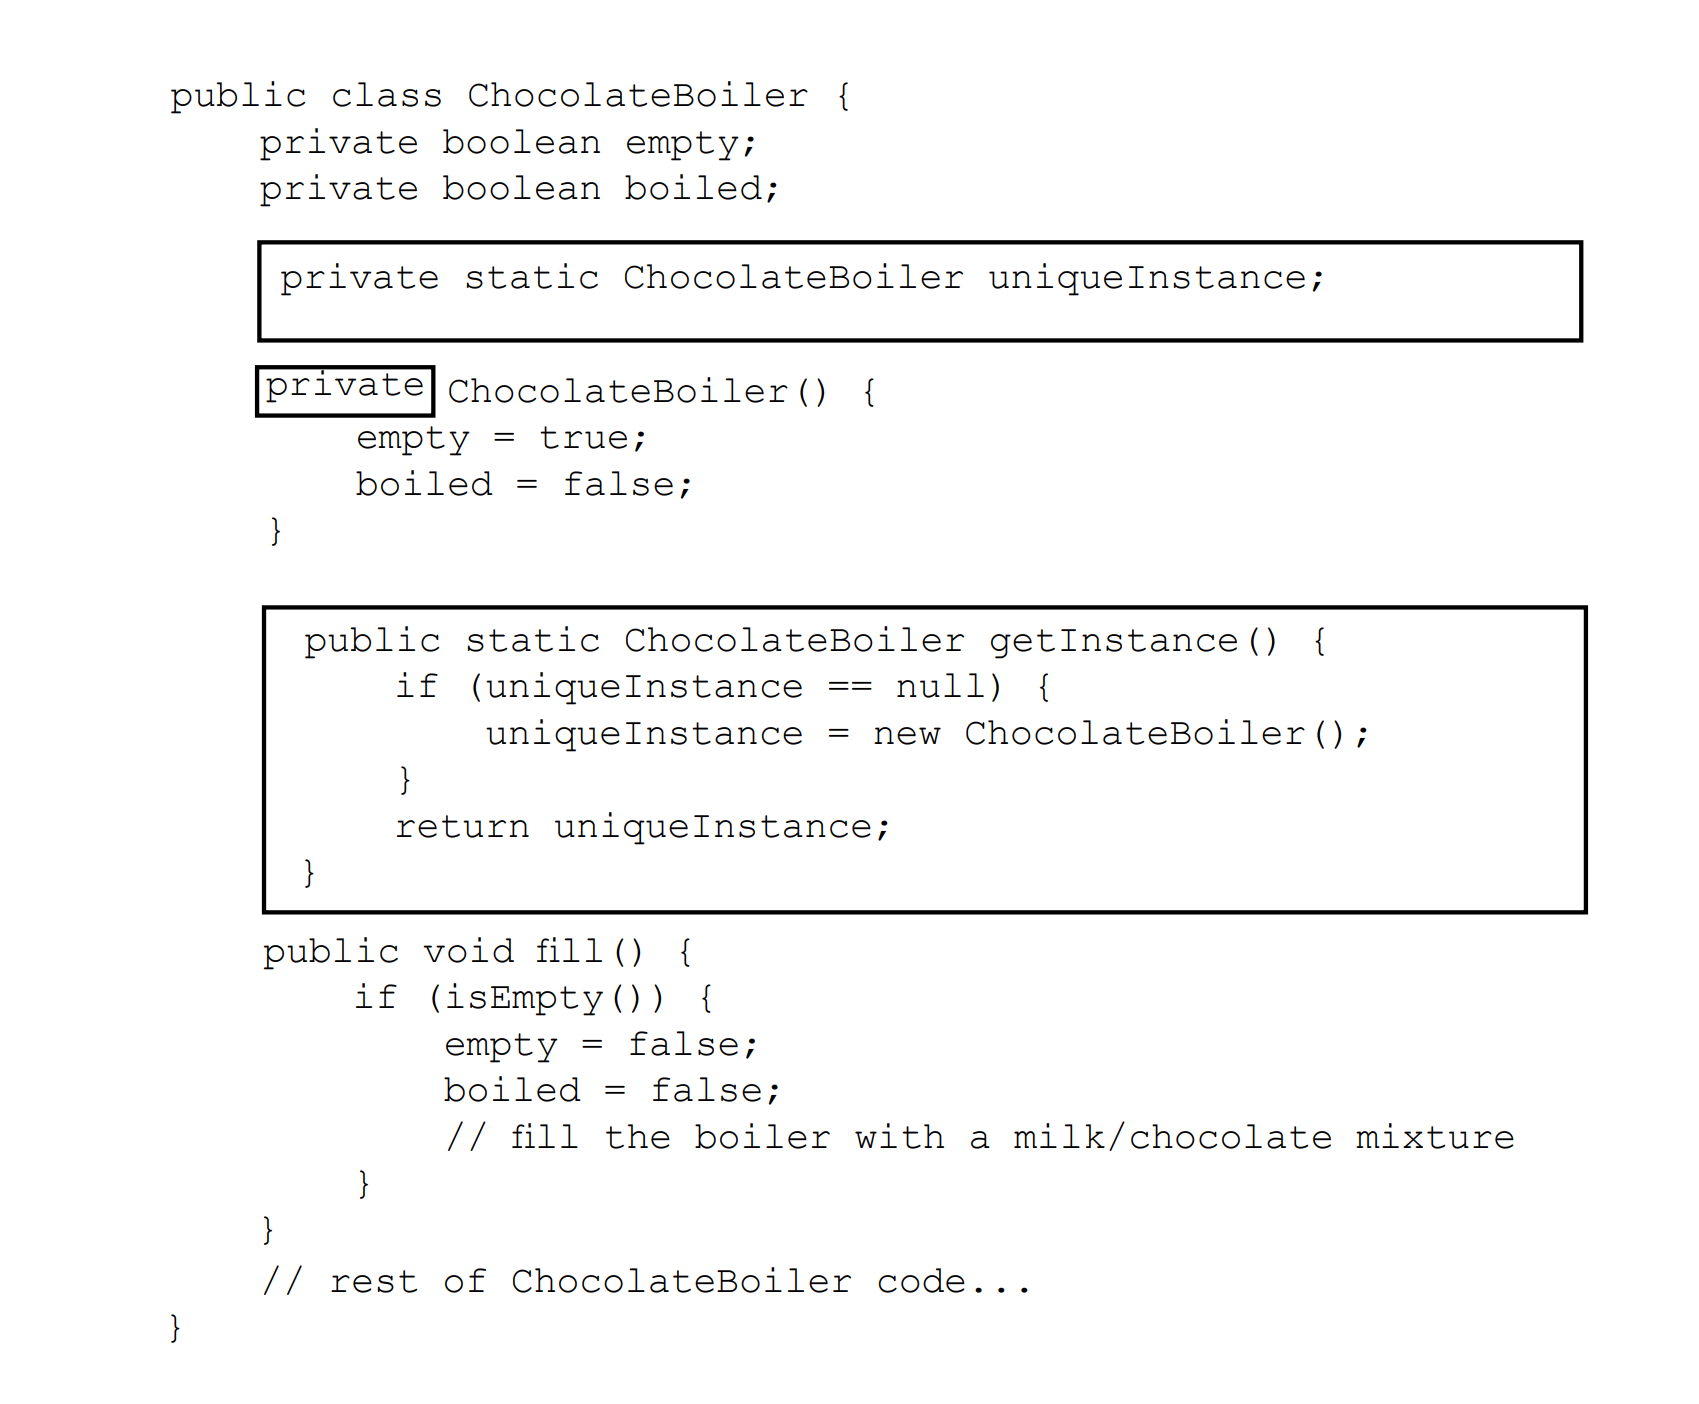 public class ChocolateBoiler {
private boolean empty;
private boolean boiled;
private static ChocolateBoiler uniqueInstance;
private ChocolateBoiler() {
empty = true;
boiled = false;
}
public static ChocolateBoiler getInstance() {
if (uniqueInstance == null) {
uniqueInstance = new ChocolateBoiler();
}
return uniqueInstance;
}
public void fill() {
if (isEmpty()) {
empty = false;
boiled = false;
// fill the boiler with a milk/chocolate mixture
}
}
// rest of ChocolateBoiler code...
}